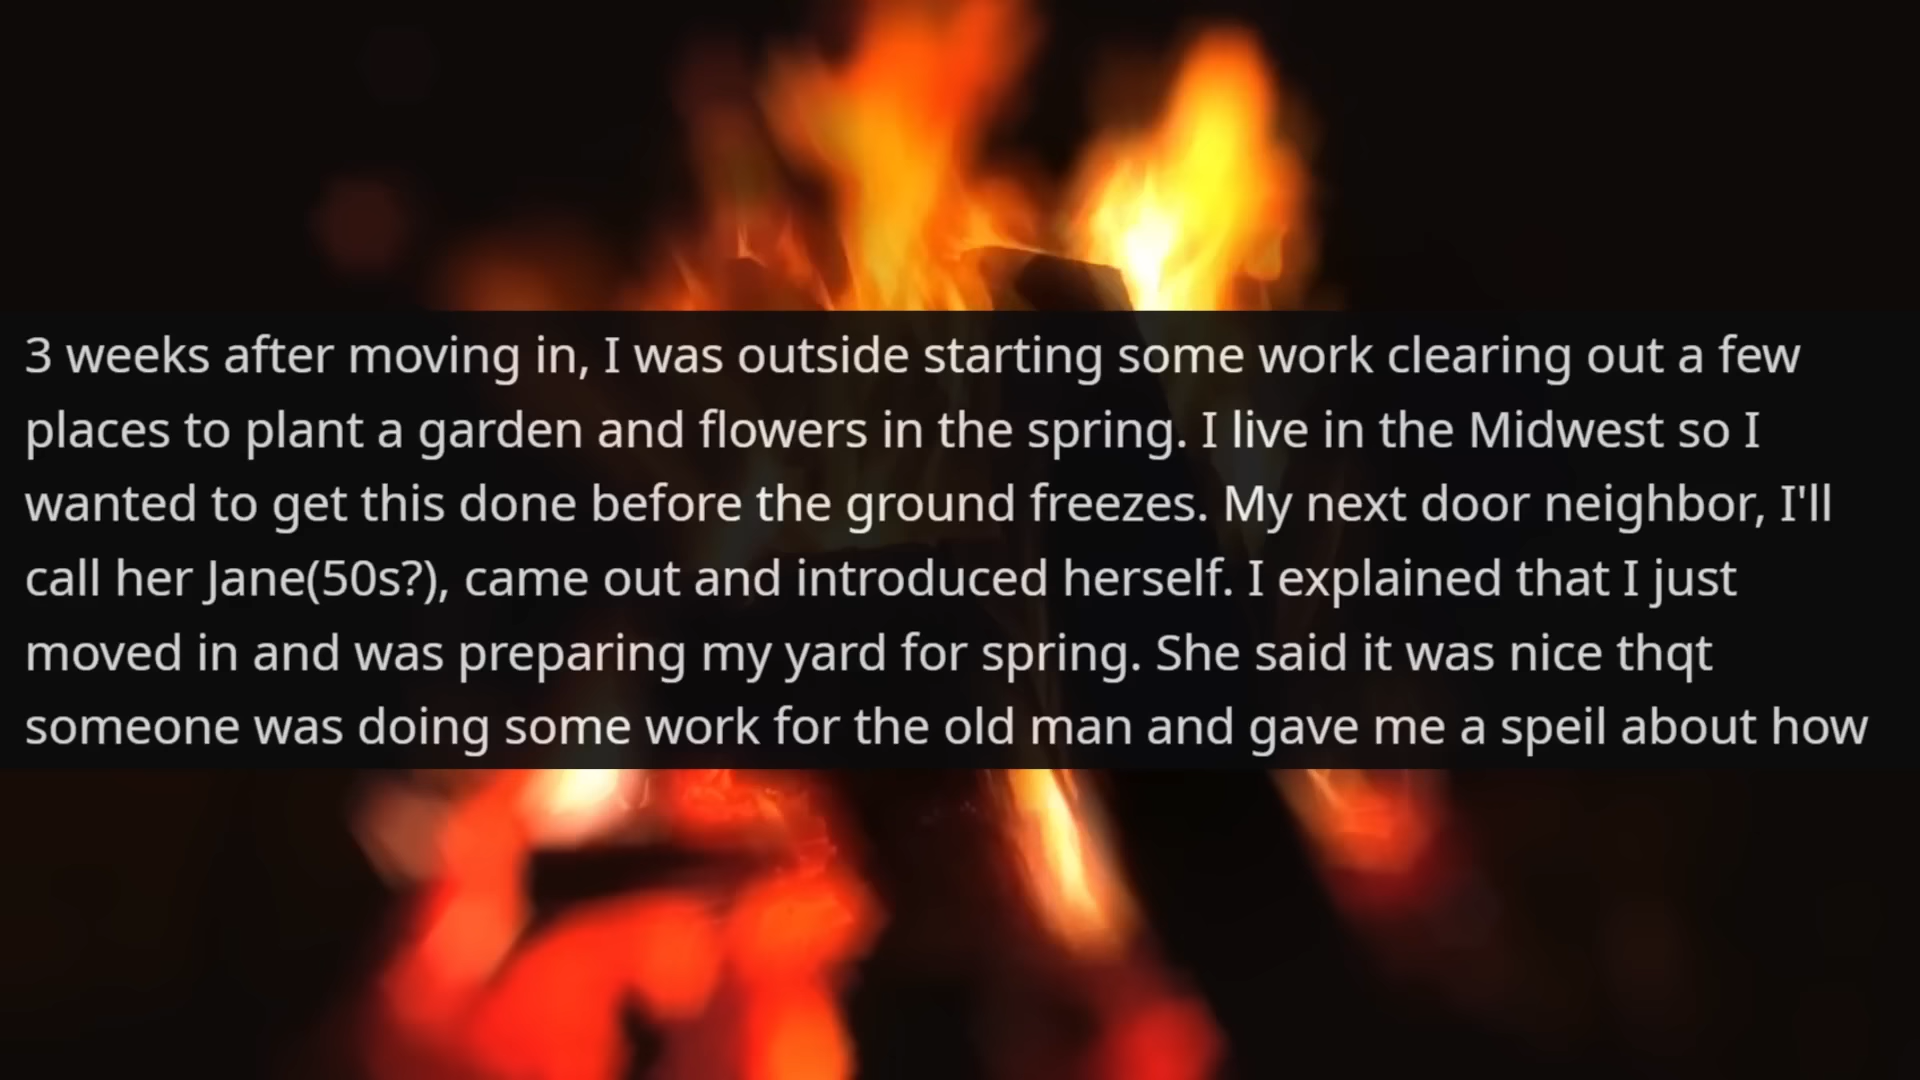 3 weeks after moving in, I was outside starting some work clearing out a few
places to plant a garden and flowers in the spring. I live in the Midwest so I
wanted to get this done before the ground freezes. My next door neighbor, I'll
call her Jane(50s?), came out and introduced herself. I explained that I just
moved in and was preparing my yard for spring. She said it was nice thqt
someone was doing some work for the old man and gave me a speil about how